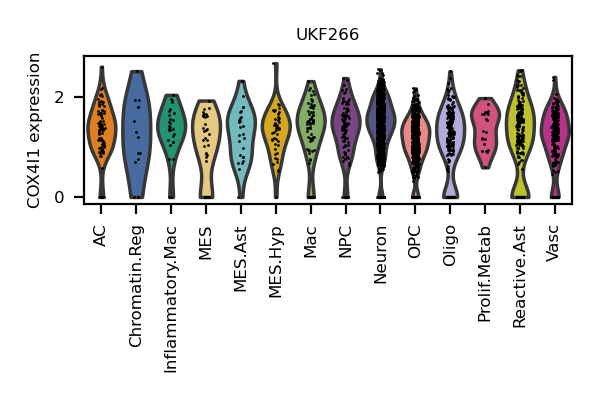 UKF266
COX4I1 expression
2
0
AC
Chromatin.Reg
Inflammatory.Mac
MES
MES.Ast
MES.Hyp
Mac
NPC
Neuron
OPC
Oligo
Prolif.Metab
Reactive.Ast
Vasc